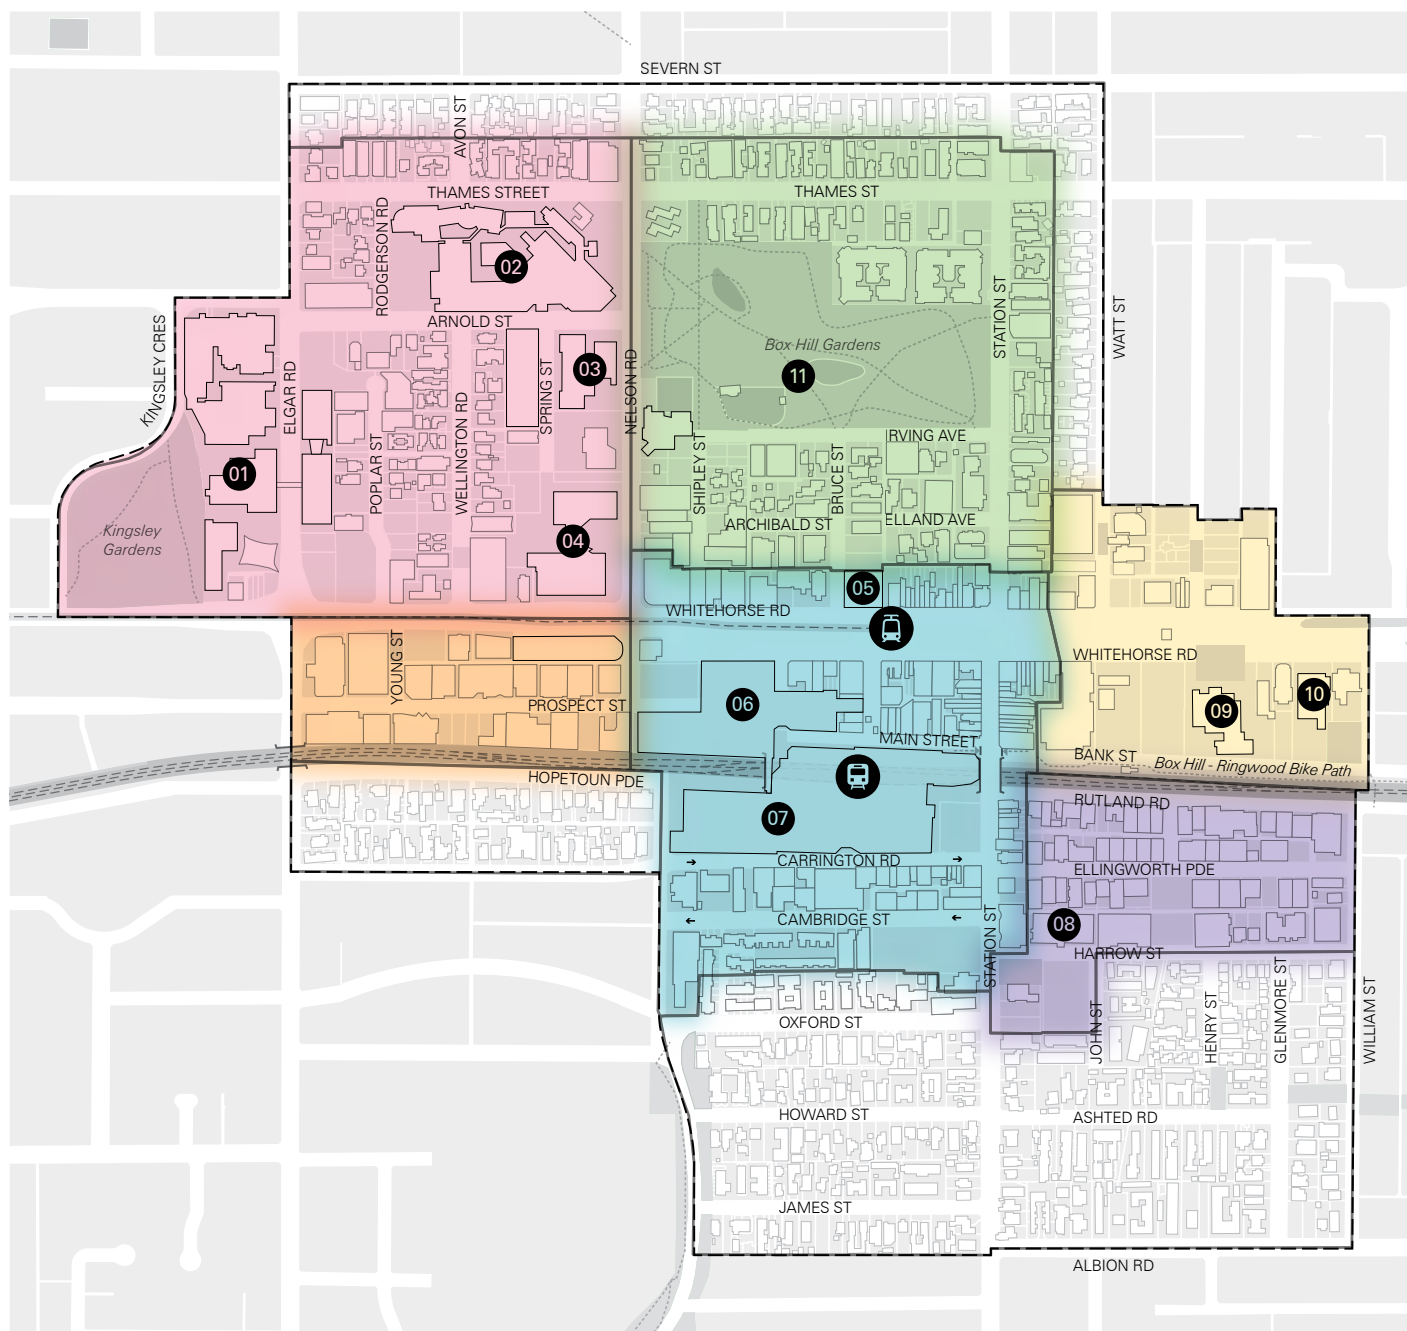 SEVERN ST
AVON ST
THAMES STREET
THAMES ST
RODGERSON RD
02
STATION ST
WATT ST
KINGSLEY CRES
ARNOLD ST
ELGAR RD
03
SPRING ST
NELSON RD
Box Hill Gardens
11
WELLINGTON RD
POPLAR ST
01
SHIPLEY ST
IRVING AVE
BRUCE ST
ARCHIBALD ST
ELLAND AVE
Kingsley
Gardens
04
05
WHITEHORSE RD
YOUNG ST
WHITEHORSE RD
PROSPECT ST
06
09
10
MAIN STREET
BANK ST
Box Hill - Ringwood Bike Path
HOPETOUN PDE
07
RUTLAND RD
CARRINGTON RD
ELLINGWORTH PDE
CAMBRIDGE ST
STATION ST
08
HARROW ST
OXFORD ST
JOHN ST
HENRY ST
GLENMORE ST
WILLIAM ST
HOWARD ST
ASHTED RD
JAMES ST
ALBION RD